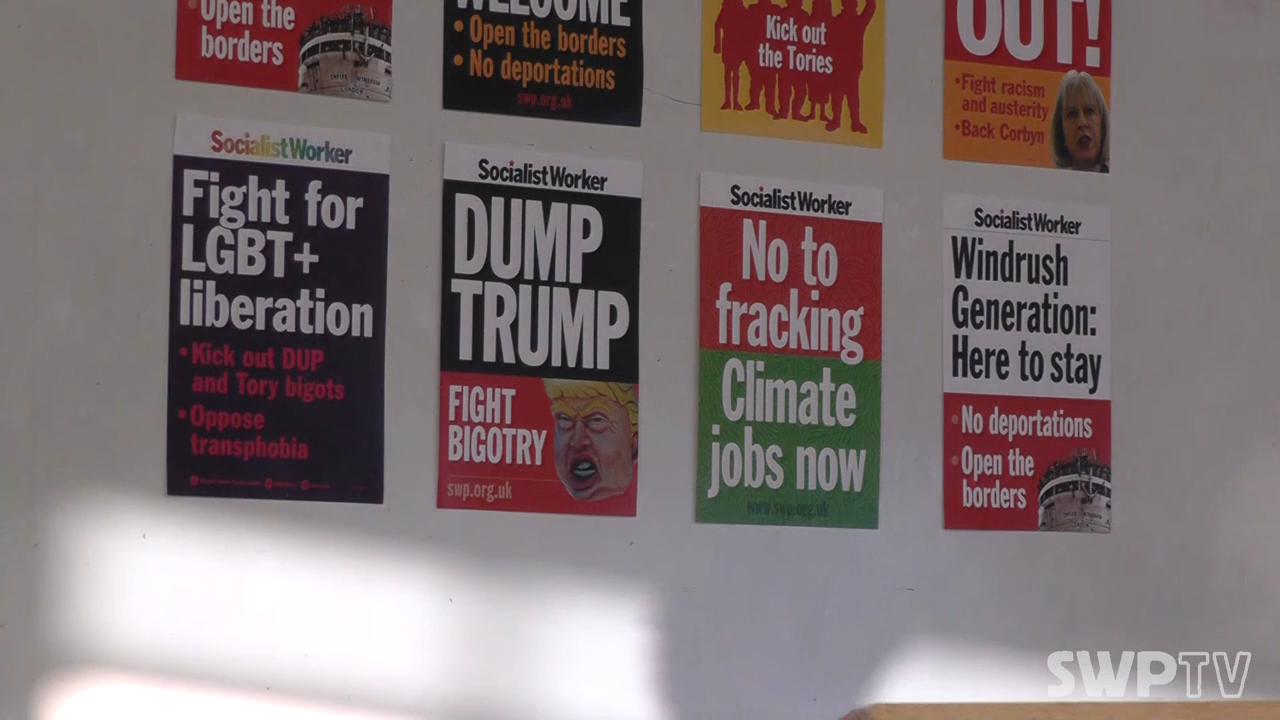 Open the
borders
EMPIRE WINDRUSH
LONDON
WELCOME
• Open the borders
• No deportations
swp.org.uk
Kick out
the Tories
OUT!
•Fight racism
and austerity
•Back Corbyn
SocialistWorker
Fight for
LGBT+
liberation
• Kick out DUP
and Tory bigots
• Oppose
transphobia
SocialistWorker
DUMP
TRUMP
FIGHT
BIGOTRY
swp.org.uk
SocialistWorker
No to
fracking
Climate
jobs now
www.swp.org.uk
SocialistWorker
Windrush
Generation:
Here to stay
• No deportations
• Open the
borders
SWPTV